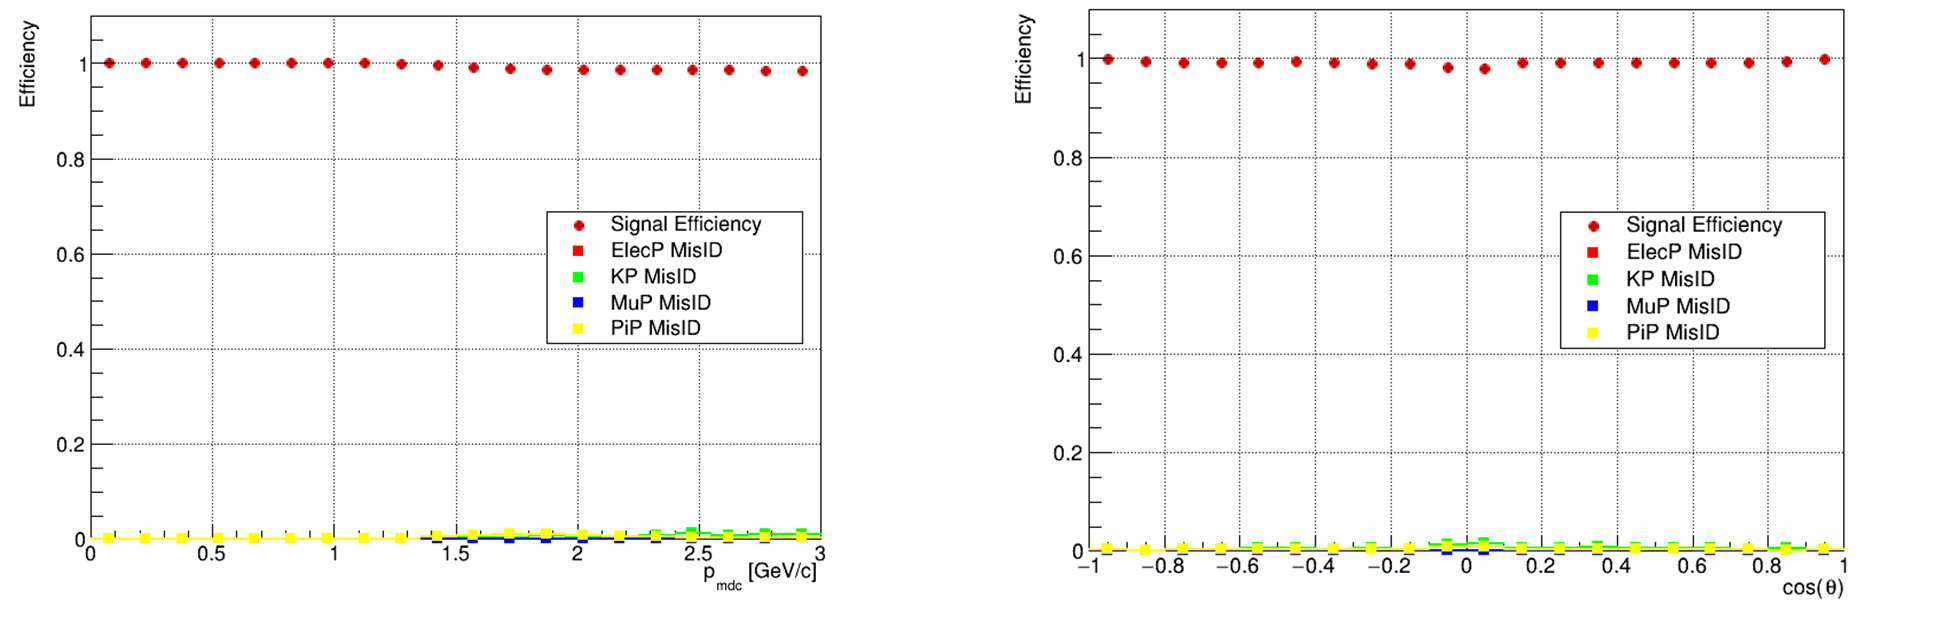 Efficiency
1
0.8
0.6
0.4
0.2
0
0 0.5 1 1.5 2 2.5 3
p mdc [GeV/c]
Signal Efficiency
ElecP MisID
KP MisID
MuP MisID
PiP MisID
Efficiency
1
0.8
0.6
0.4
0.2
0
−1 −0.8 −0.6 −0.4 −0.2 0 0.2 0.4 0.6 0.8 1
cos(θ)
Signal Efficiency
ElecP MisID
KP MisID
MuP MisID
PiP MisID